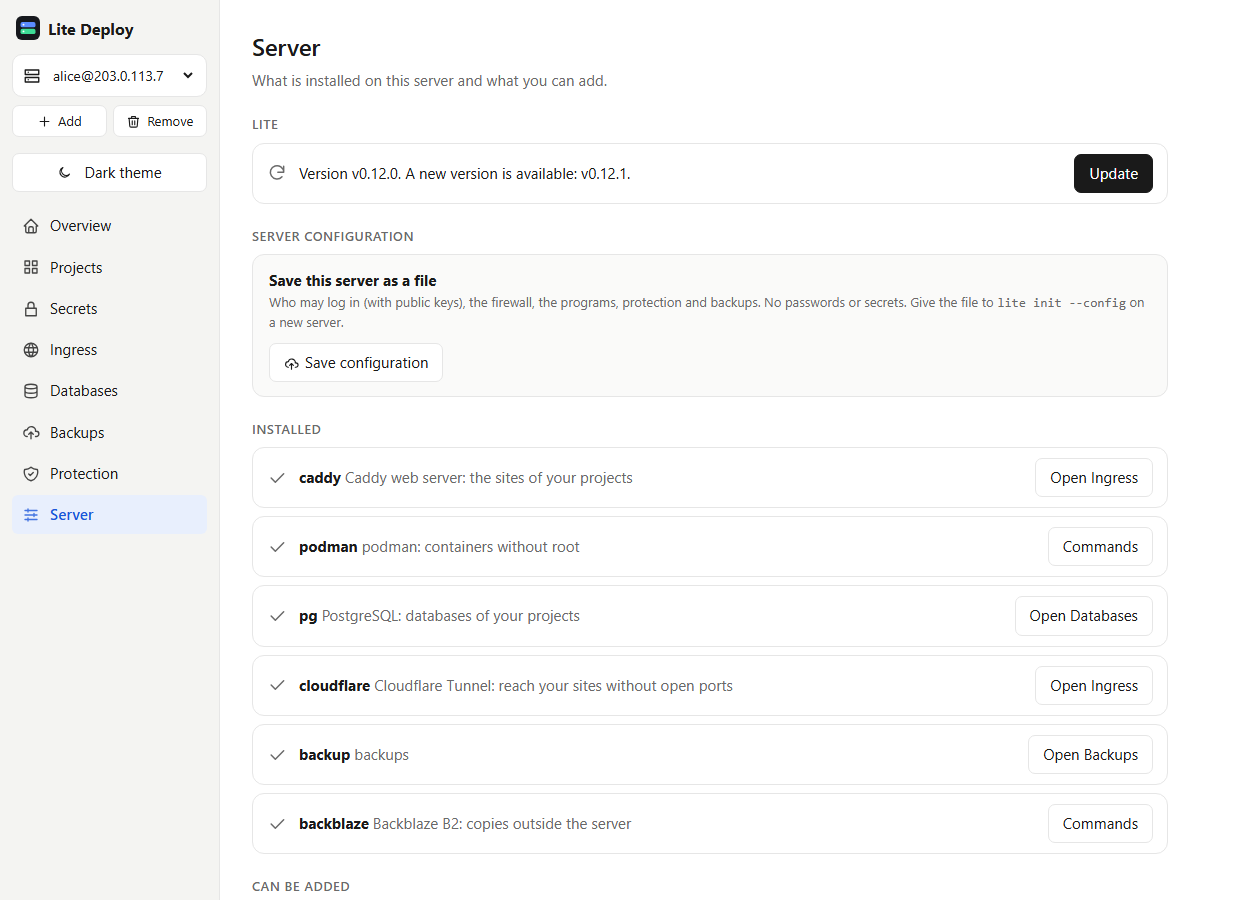 Lite Deploy
alice@203.0.113.7
Add
Remove
Dark theme
Overview
Projects
Secrets
Ingress
Databases
Backups
Protection
Server
Server
What is installed on this server and what you can add.
LITE
Version v0.12.0. A new version is available: v0.12.1.
Update
SERVER CONFIGURATION
Save this server as a file
Who may log in (with public keys), the firewall, the programs, protection and backups. No passwords or secrets. Give the file to lite init --config on
a new server.
Save configuration
INSTALLED
caddy Caddy web server: the sites of your projects
Open Ingress
podman podman: containers without root
Commands
pg PostgreSQL: databases of your projects
Open Databases
cloudflare Cloudflare Tunnel: reach your sites without open ports
Open Ingress
backup backups
Open Backups
backblaze Backblaze B2: copies outside the server
Commands
CAN BE ADDED